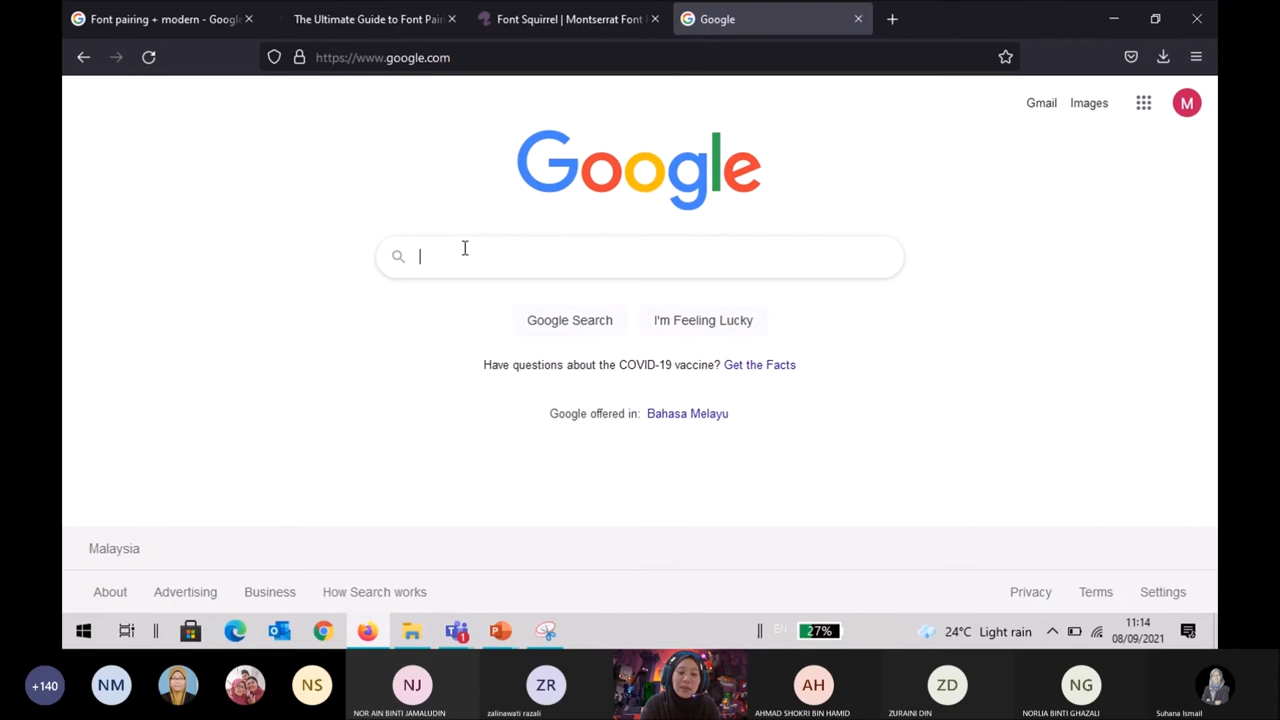 Font pairing + modern - Google
The Ultimate Guide to Font Pair
Font Squirrel | Montserrat Font
Google
https://www.google.com
Gmail
Images
M
Google
Google Search
I'm Feeling Lucky
Have questions about the COVID-19 vaccine? Get the Facts
Google offered in: Bahasa Melayu
Malaysia
About
Advertising
Business
How Search works
Privacy
Terms
Settings
1
EN
27%
24°C Light rain
11:14
08/09/2021
+140
NM
NS
NJ
ZR
AH
ZD
NG
NOR AIN BINTI JAMALUDIN
zalinawati razali
AHMAD SHOKRI BIN HAMID
ZURAINI DIN
NORLIA BINTI GHAZALI
Suhana Ismail